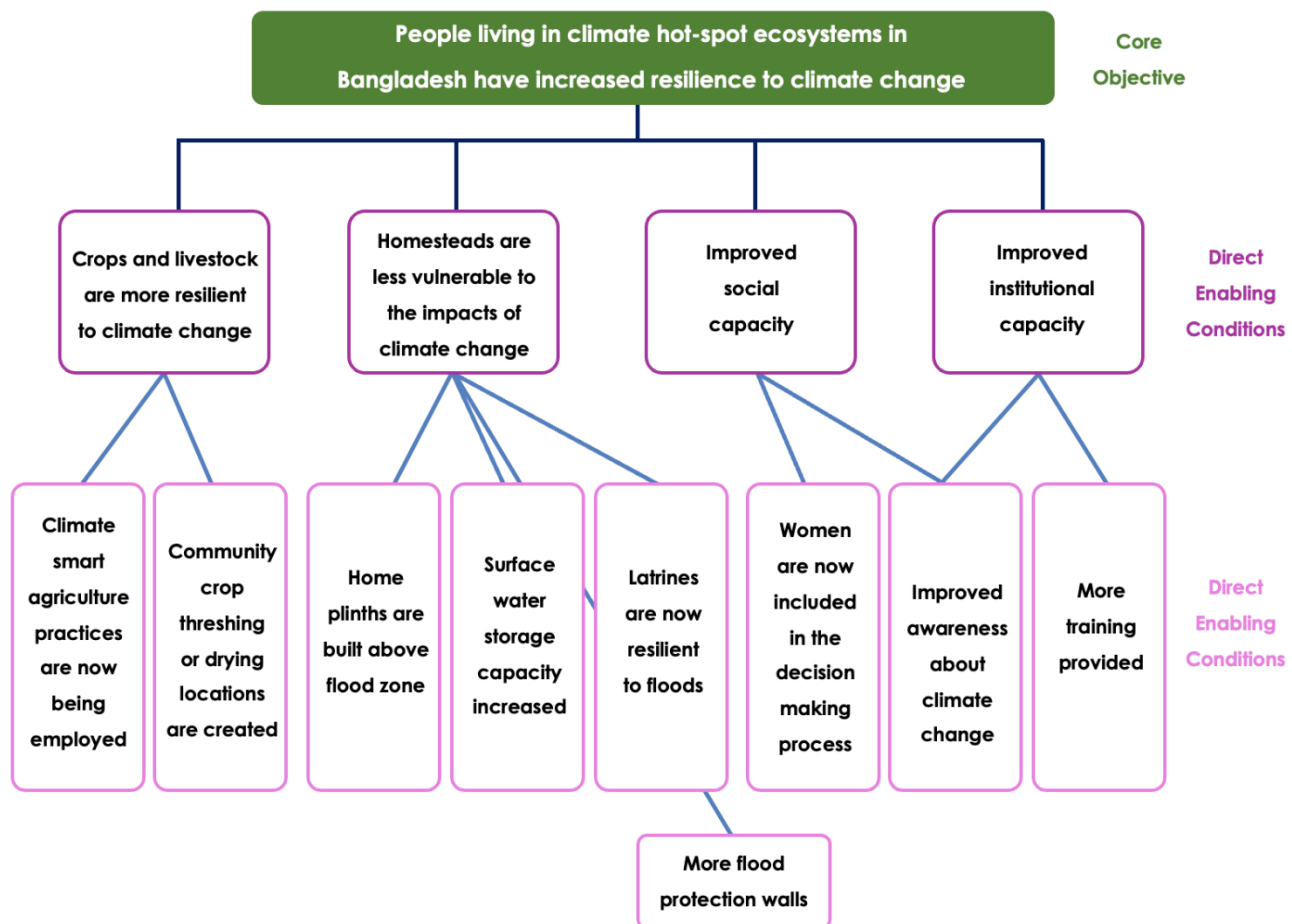 People living in climate hot-spot ecosystems in
Bangladesh have increased resilience to climate change
Core
Objective
Crops and livestock
are more resilient
to climate change
Homesteads are
less vulnerable to
the impacts of
climate change
Improved
social
capacity
Improved
institutional
capacity
Direct
Enabling
Conditions
Climate
smart
agriculture
practices
are now
being
employed
Community
crop
threshing
or drying
locations
are created
Home
plinths are
built above
flood zone
Surface
water
storage
capacity
increased
Latrines
are now
resilient
to floods
Women
are now
included
in the
decision
making
process
Improved
awareness
about
climate
change
More
training
provided
Direct
Enabling
Conditions
More flood
protection walls